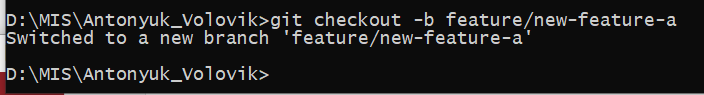 D:\MIS\Antonyuk_Volovik>git checkout -b feature/new-feature-a
Switched to a new branch 'feature/new-feature-a'
D:\MIS\Antonyuk_Volovik>